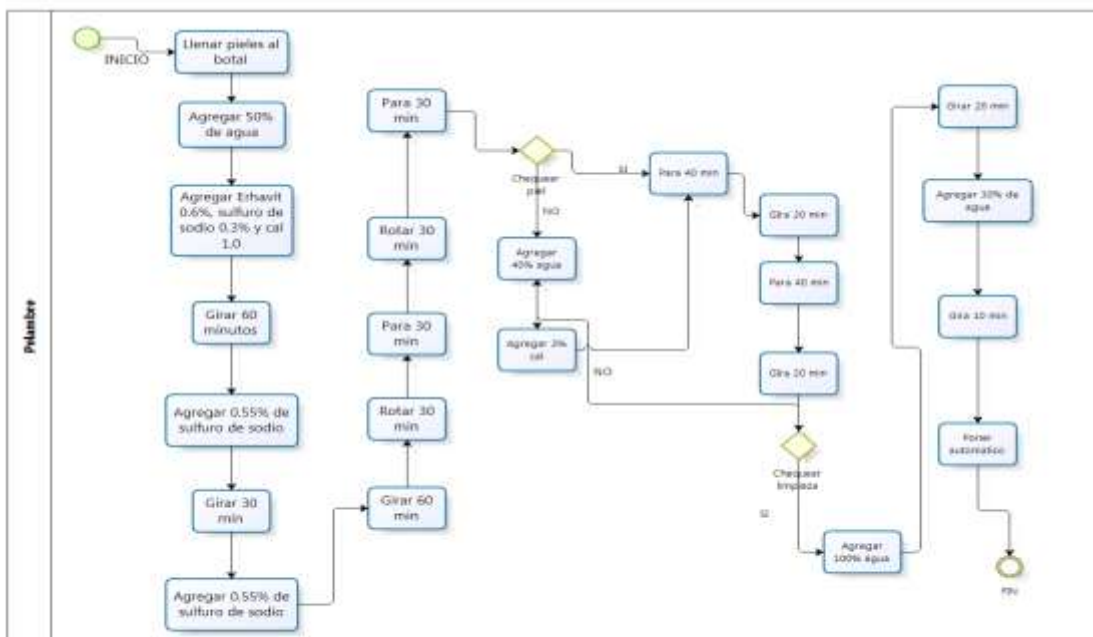 Pelambre
INICIO
Llenar pieles al
botal
Agregar 50%
de agua
Agregar Erhavit
0.6%, sulfuro de
sodio 0.3% y cal
1.0
Girar 60
minutos
Agregar 0.55% de
sulfuro de sodio
Girar 30
min
Agregar 0.55% de
sulfuro de sodio
Girar 60
min
Rotar 30
min
Para 30
min
Rotar 30
min
Para 30
min
Chequear
piel
SI
NO
Agregar
40% agua
Agregar 2%
cal
NO
Para 40 min
Gira 20 min
Para 40 min
Gira 20 min
Chequear
limpieza
SI
Agregar
100% agua
Girar 20 min
Agregar 30% de
agua
Gira 10 min
Poner
automatico
FIN